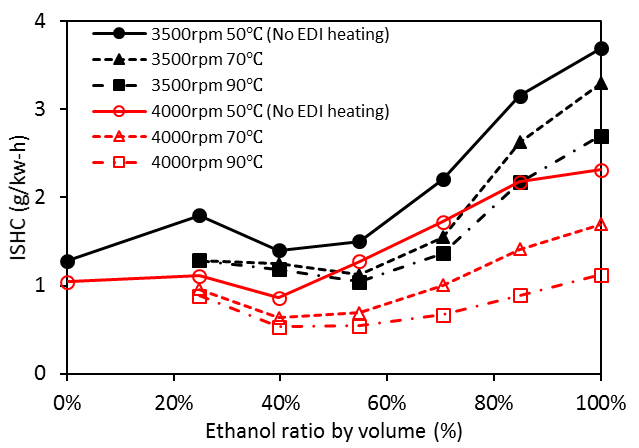 4
3
2
1
0
ISHC (g/kw-h)
3500rpm 50℃ (No EDI heating)
3500rpm 70℃
3500rpm 90℃
4000rpm 50℃ (No EDI heating)
4000rpm 70℃
4000rpm 90℃
0% 20% 40% 60% 80% 100%
Ethanol ratio by volume (%)